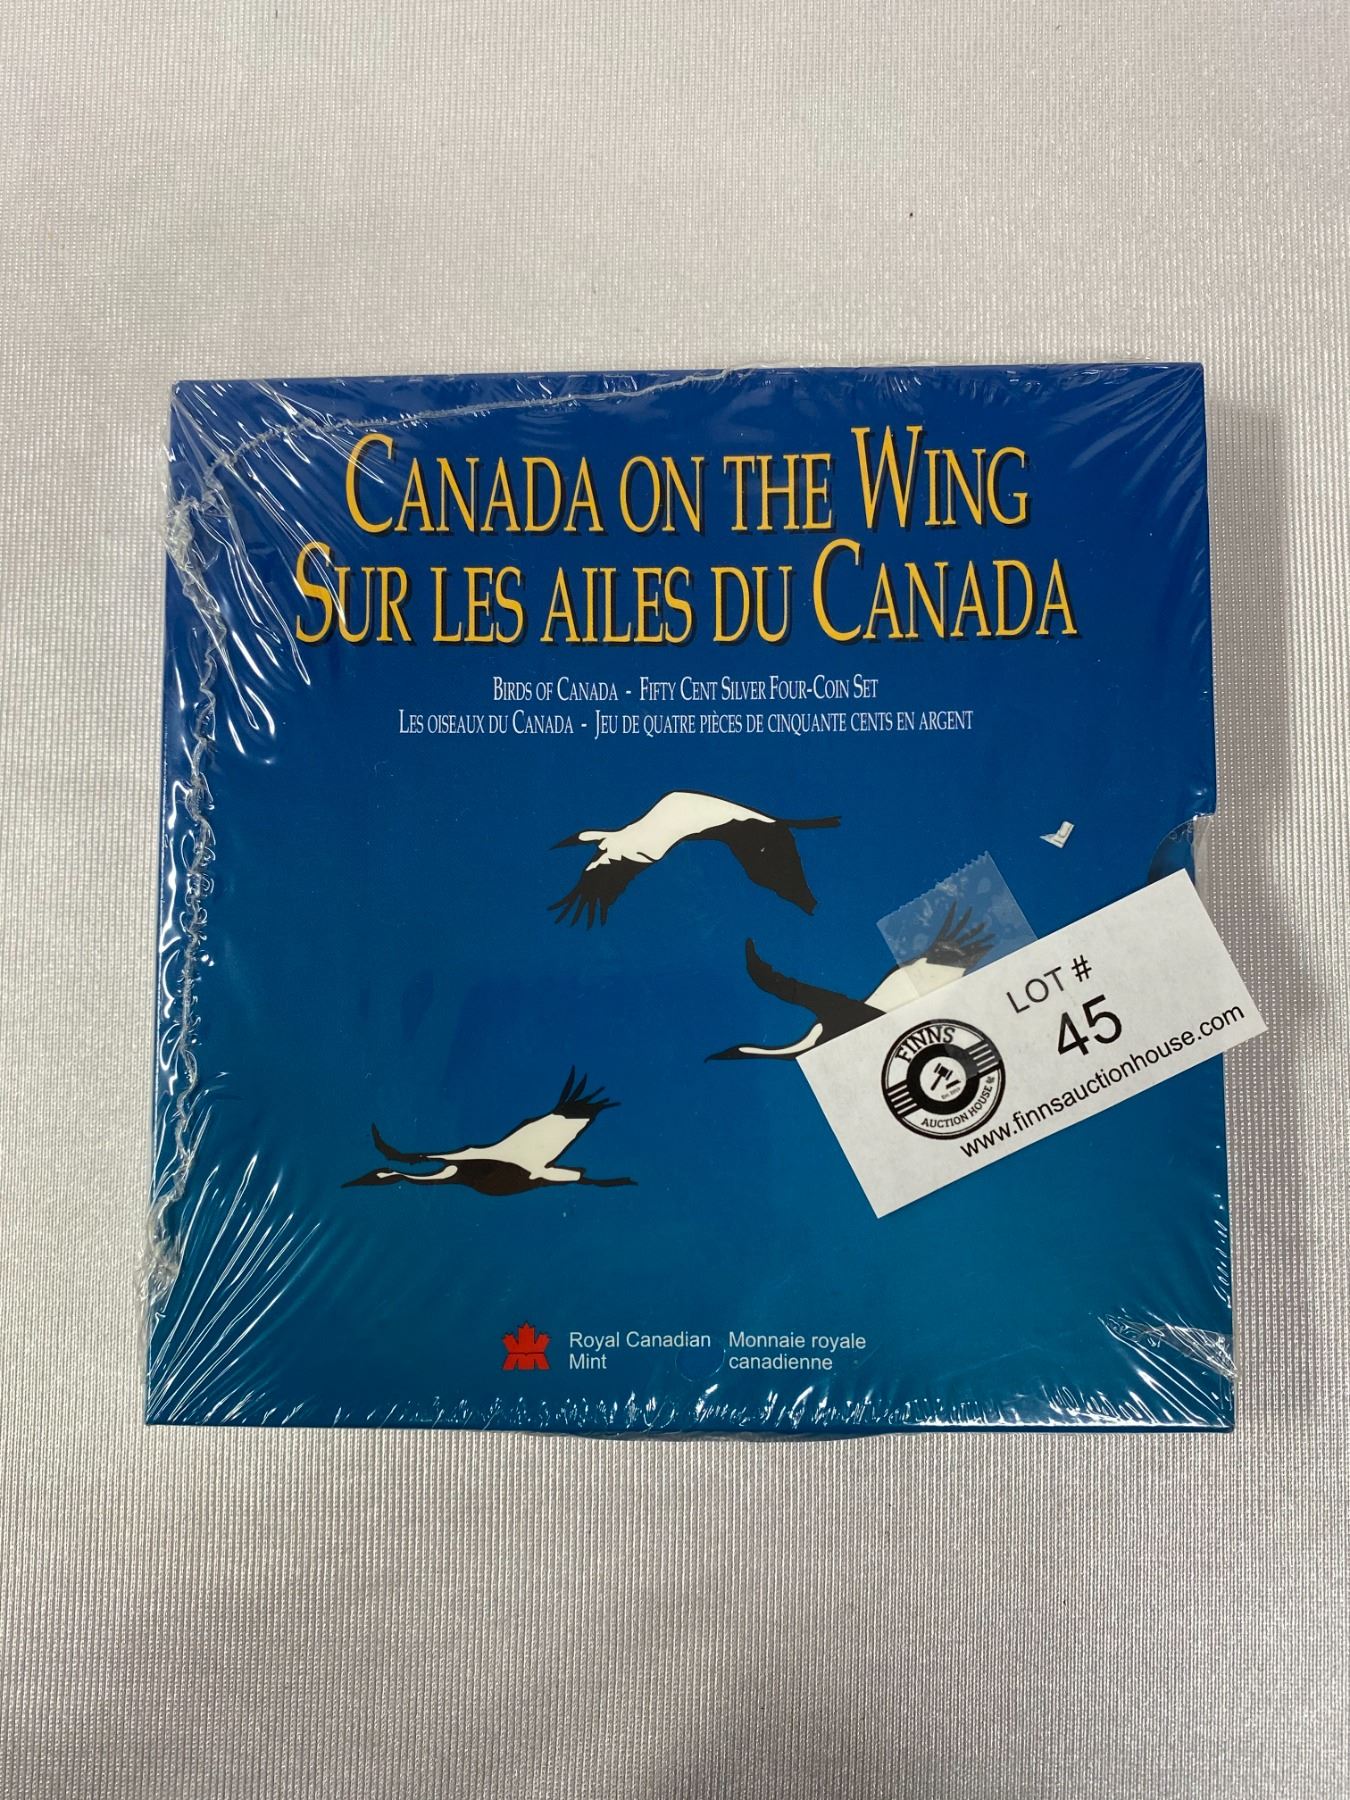 CANADA ON THE WING
SUR LES AILES DU CANADA
BIRDS OF CANADA - FIFTY CENT SILVER FOUR-COIN SET
LES OISEAUX DU CANADA - JEU DE QUATRE PIÈCES DE CINQUANTE CENTS EN ARGENT
LOT #
45
FINNS
AUCTION HOUSE
www.finnsauctionhouse.com
Royal Canadian
Mint
Monnaie royale
canadienne